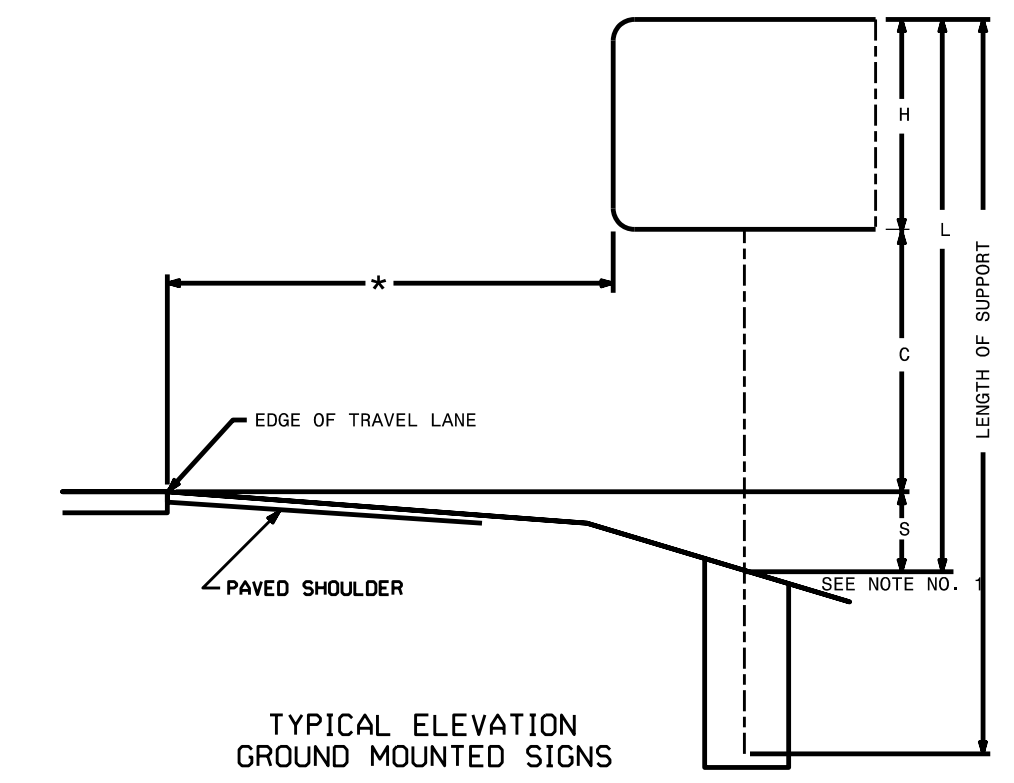 H
L
LENGTH OF SUPPORT
*
C
EDGE OF TRAVEL LANE
S
SEE NOTE NO. 1
PAVED SHOULDER
TYPICAL ELEVATION
GROUND MOUNTED SIGNS